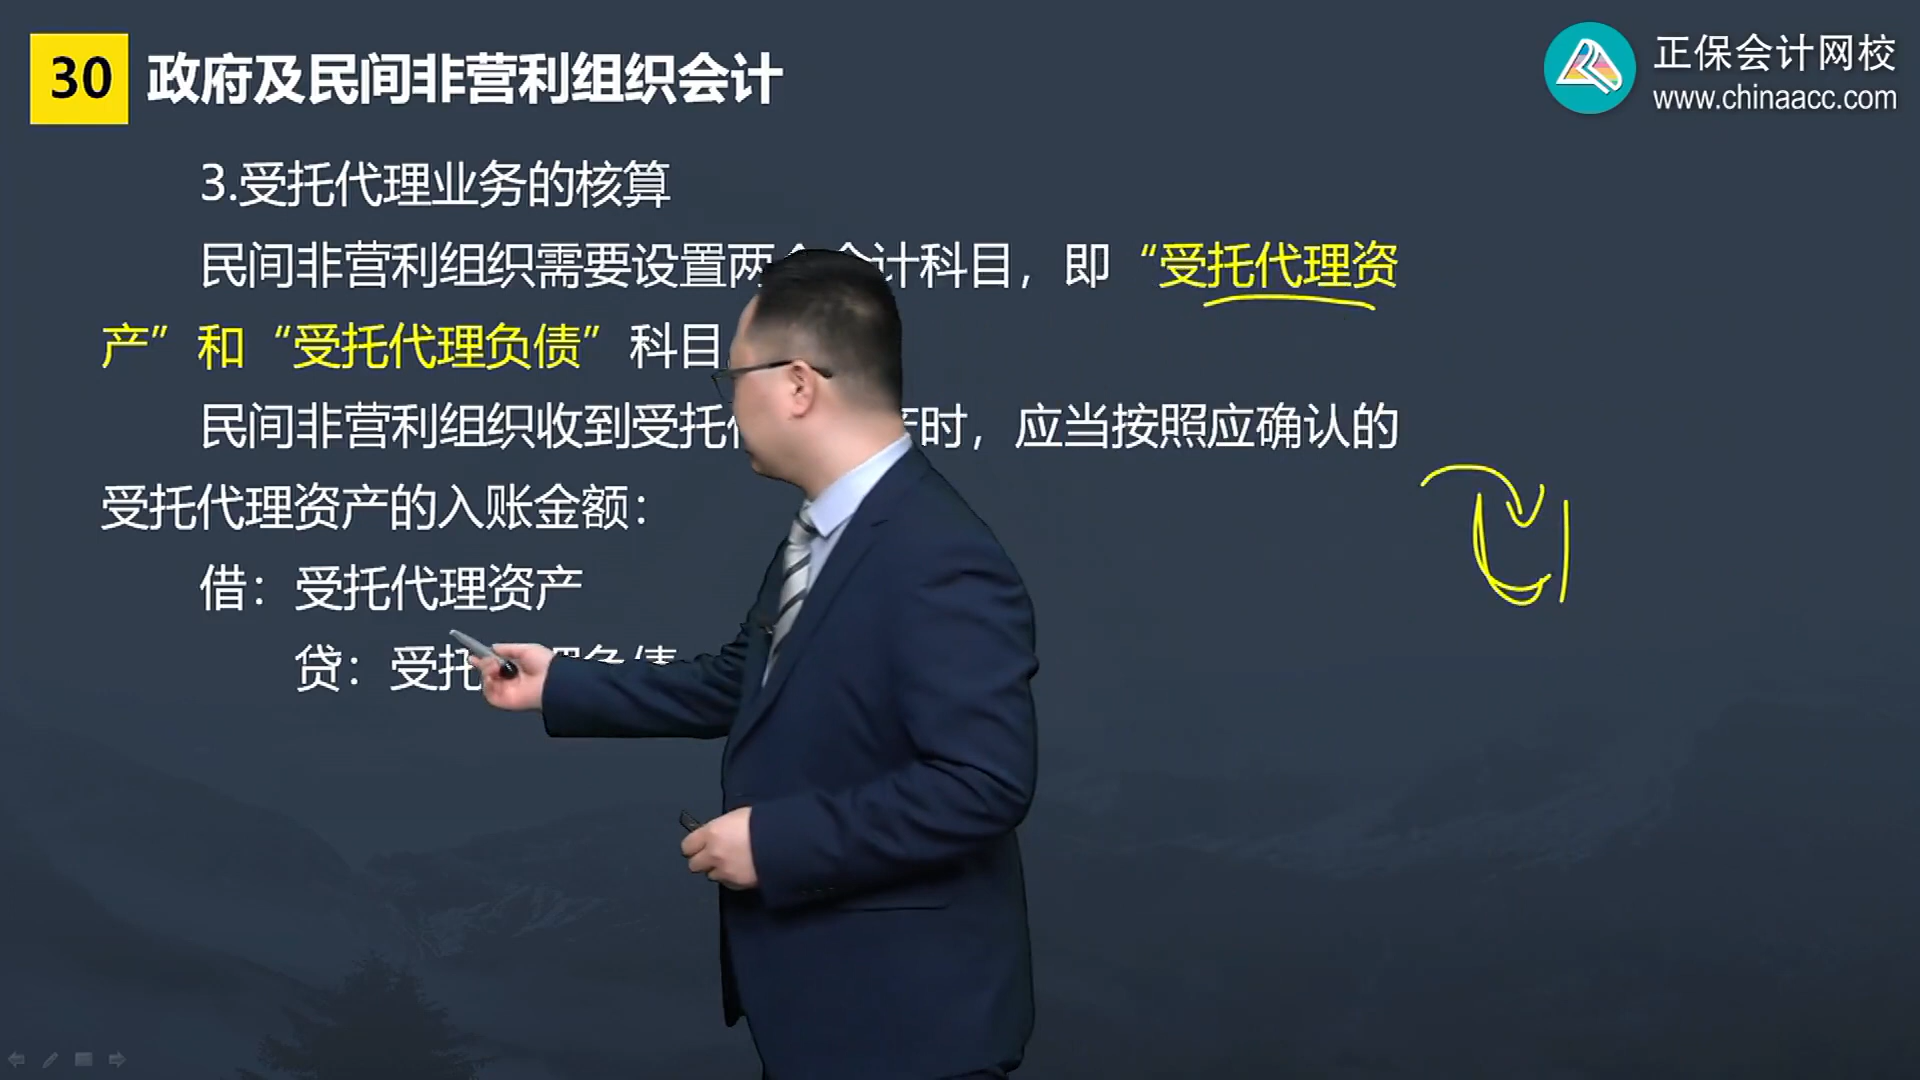 30 政府及民间非营利组织会计
正保会计网校
www.chinaacc.com
3.受托代理业务的核算
民间非营利组织需要设置两 计科目，即“受托代理资
产”和“受托代理负债”科目
民间非营利组织收到受托 时，应当按照应确认的
受托代理资产的入账金额：
借：受托代理资产
贷：受托 负债